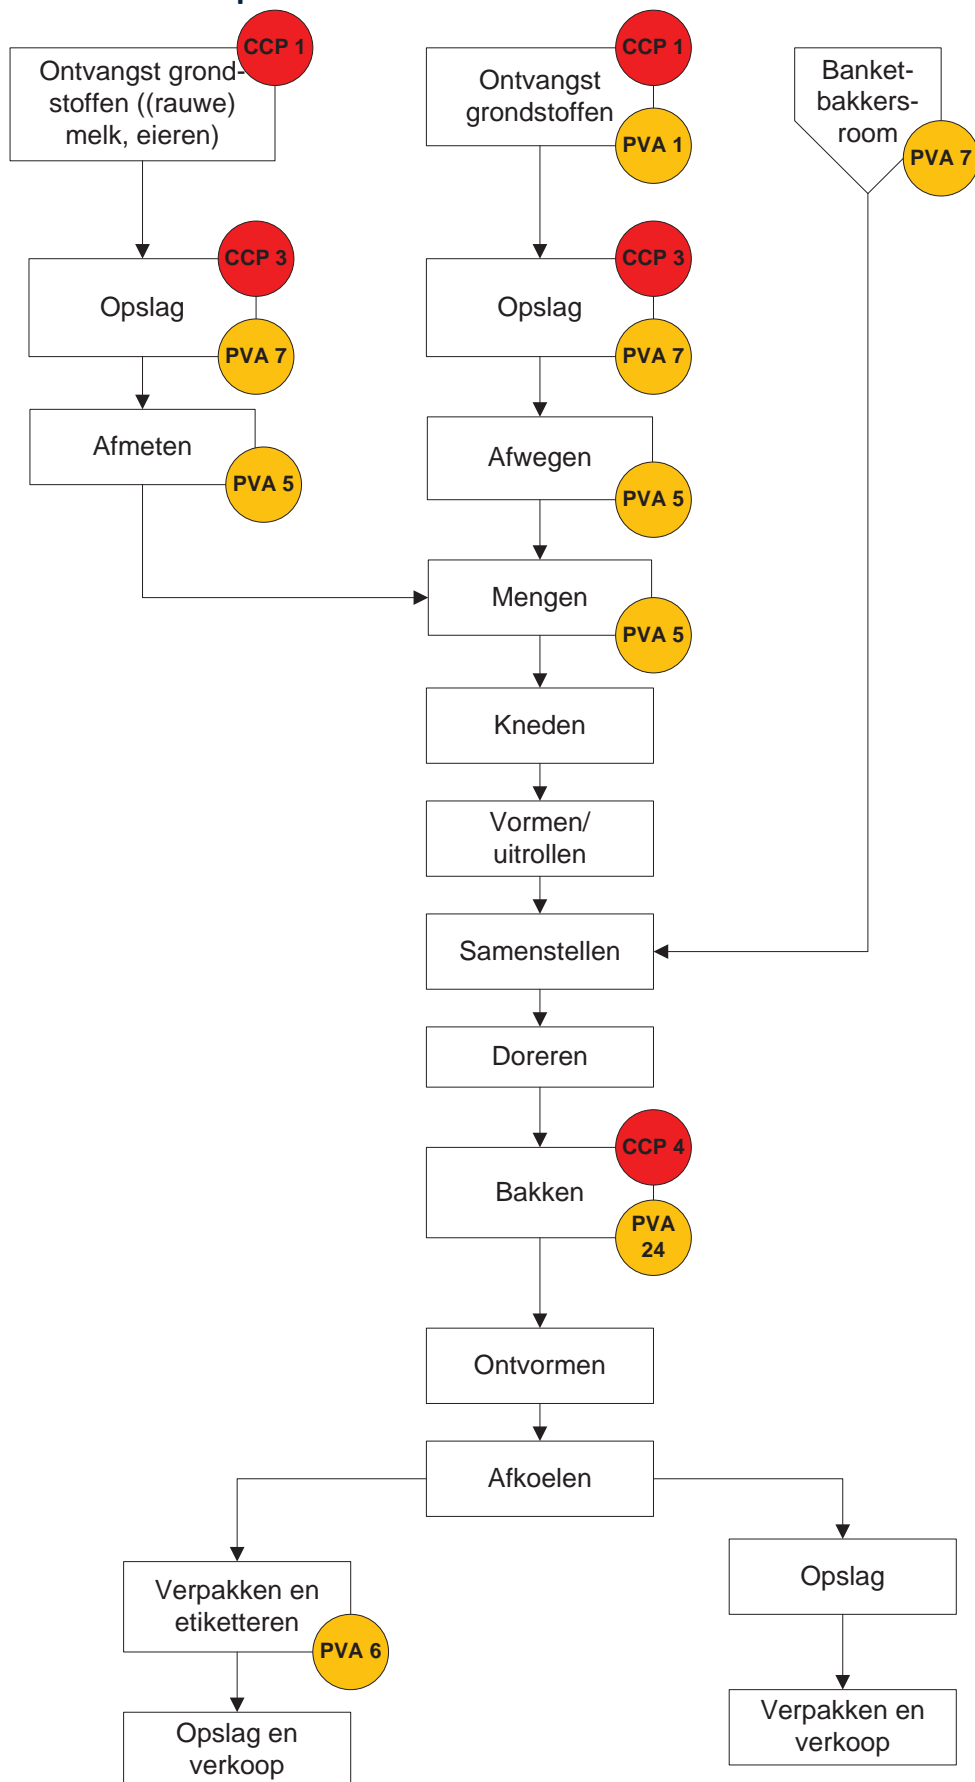 CCP 1
Ontvangst grond-
stoffen ((rauwe)
melk, eieren)
CCP 1
Ontvangst
grondstoffen
PVA 1
Banket-
bakkers-
room
PVA 7
CCP 3
Opslag
PVA 7
CCP 3
Opslag
PVA 7
Afmeten
PVA 5
Afwegen
PVA 5
Mengen
PVA 5
Kneden
Vormen/
uitrollen
Samenstellen
Doreren
CCP 4
Bakken
PVA
24
Ontvormen
Afkoelen
Verpakken en
etiketteren
PVA 6
Opslag
Opslag en
verkoop
Verpakken en
verkoop